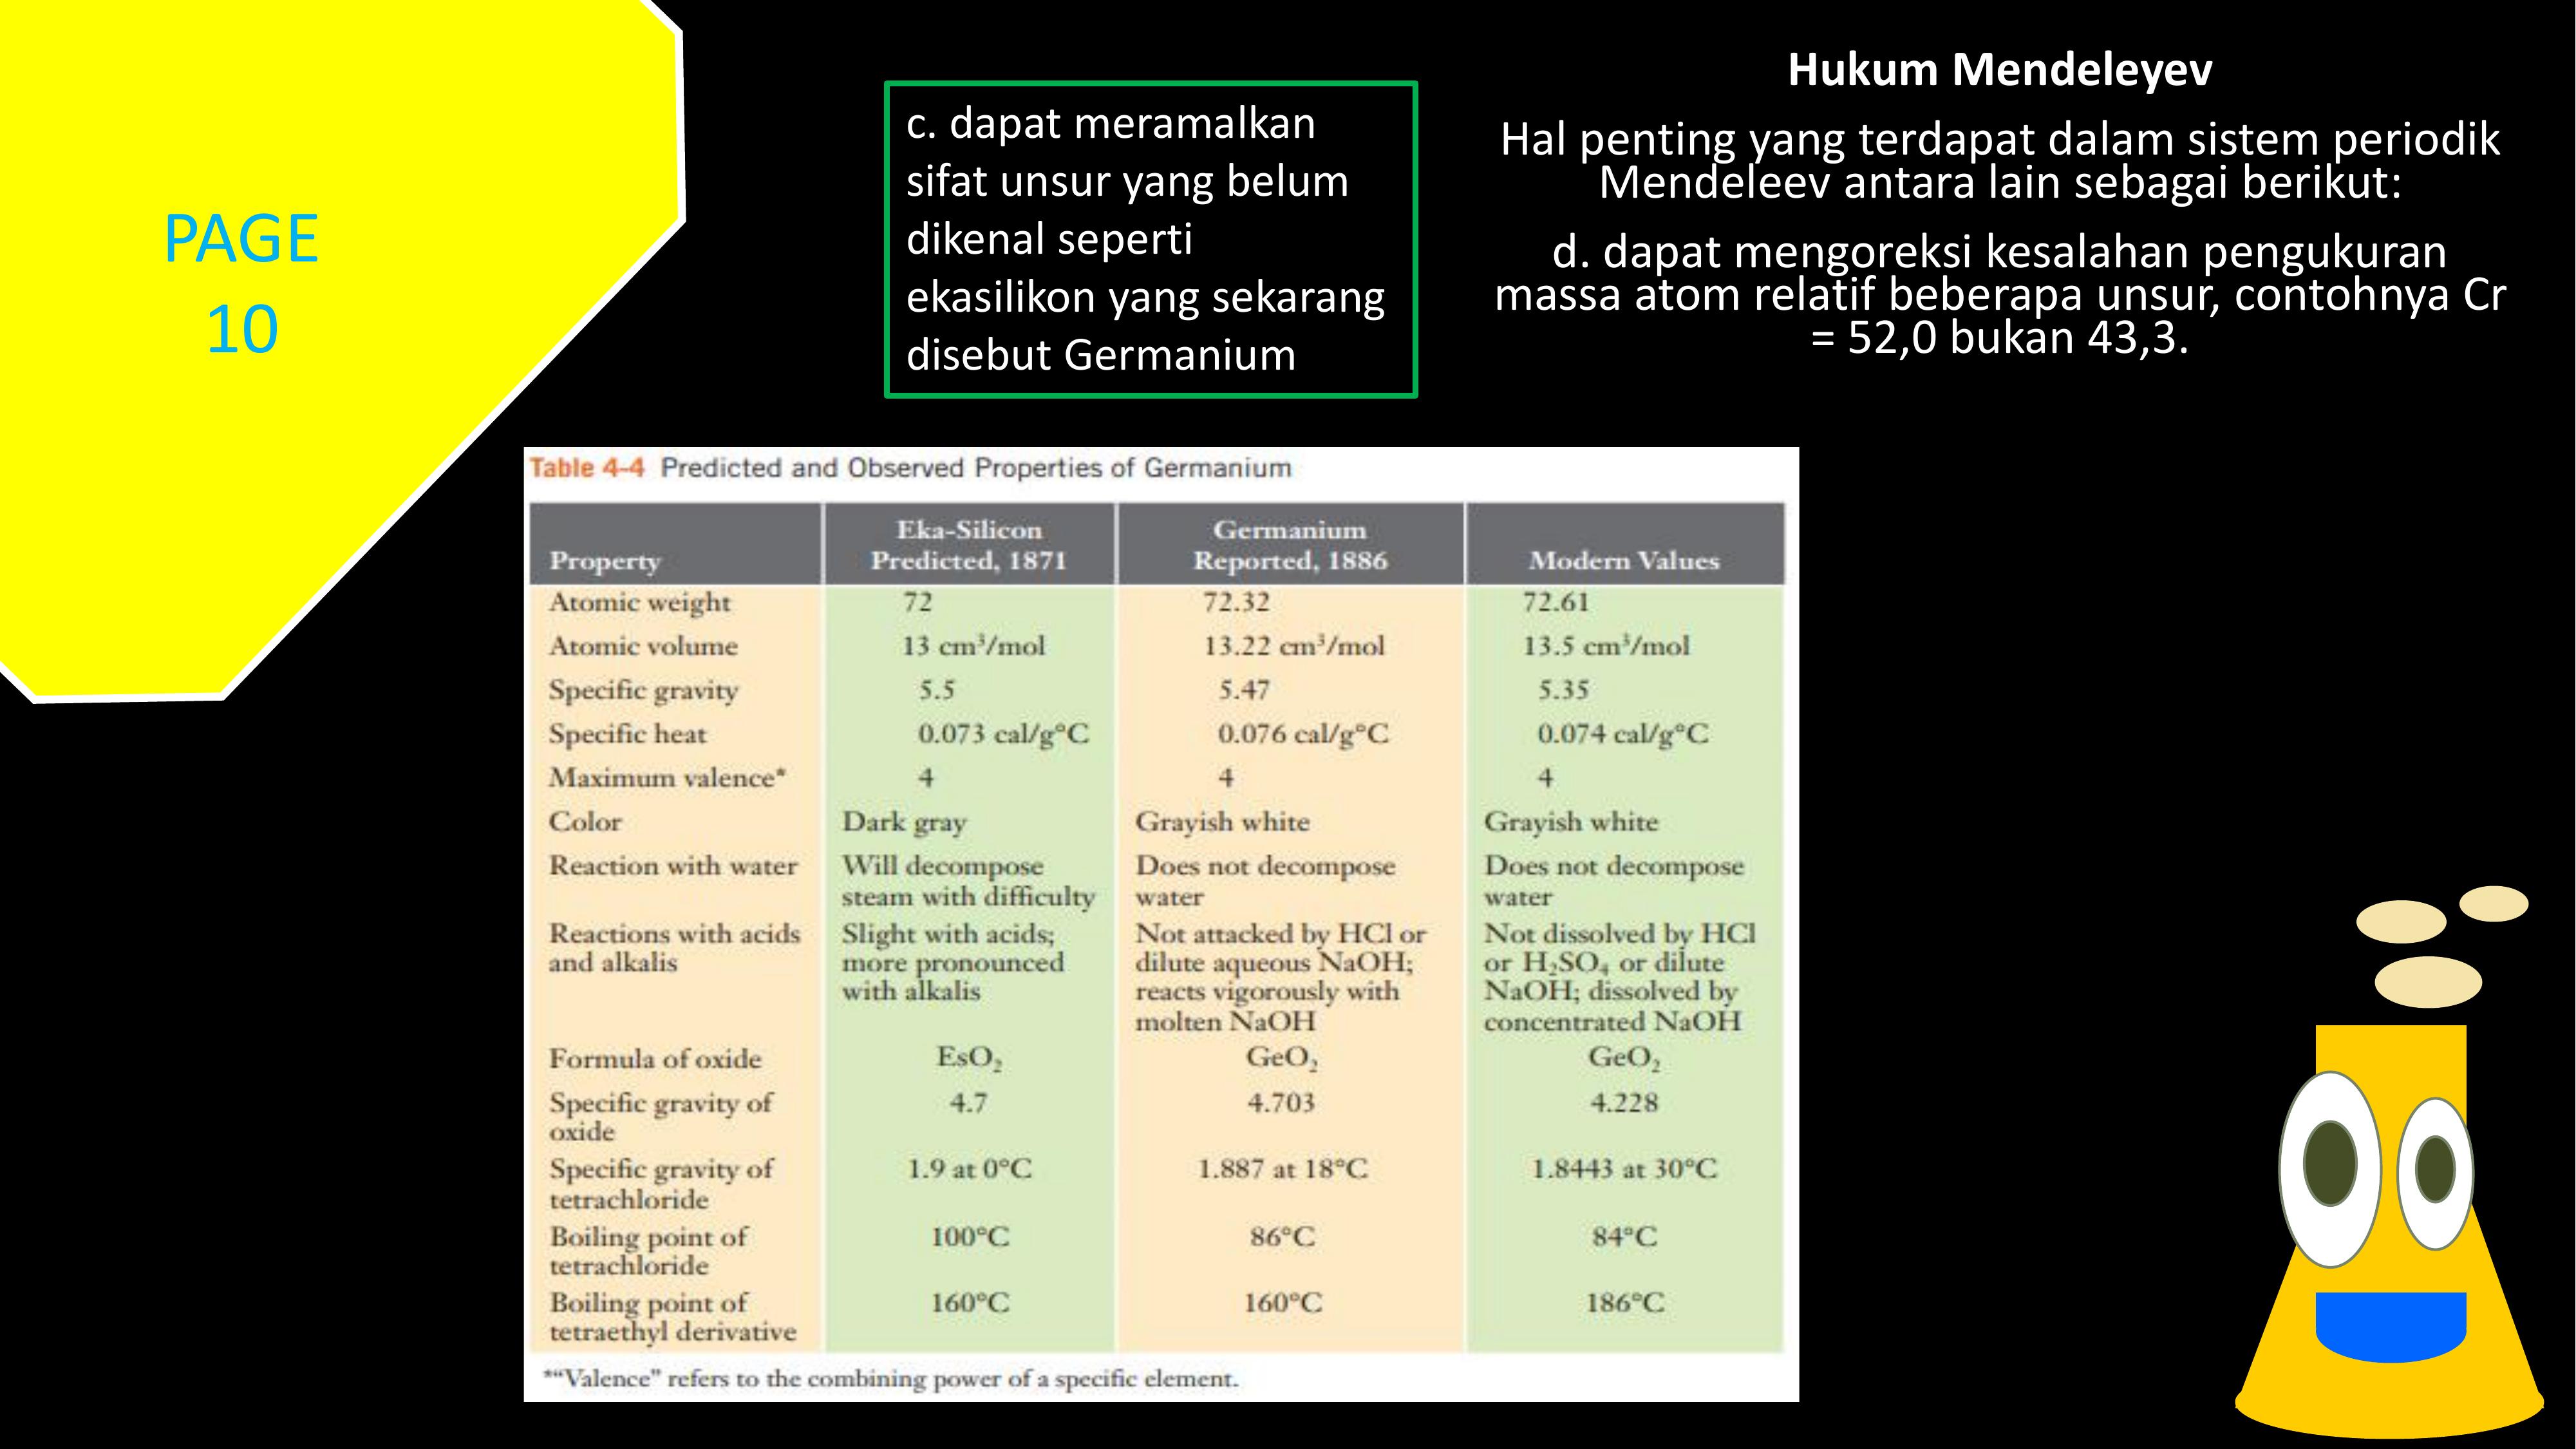 PAGE
10
c. dapat meramalkan
sifat unsur yang belum
dikenal seperti
ekasilikon yang sekarang
disebut Germanium
Hukum Mendeleyev
Hal penting yang terdapat dalam sistem periodik
Mendeleev antara lain sebagai berikut:
d. dapat mengoreksi kesalahan pengukuran
massa atom relatif beberapa unsur, contohnya Cr
= 52,0 bukan 43,3.
Table 4-4 Predicted and Observed Properties of Germanium
Property Eka-Silicon Predicted, 1871 Germanium Reported, 1886 Modern Values
Atomic weight 72 72.32 72.61
Atomic volume 13 cm³/mol 13.22 cm³/mol 13.5 cm³/mol
Specific gravity 5.5 5.47 5.35
Specific heat 0.073 cal/g°C 0.076 cal/g°C 0.074 cal/g°C
Maximum valence* 4 4 4
Color Dark gray Grayish white Grayish white
Reaction with water Will decompose Does not decompose Does not decompose
steam with difficulty water water
Reactions with acids Slight with acids; Not attacked by HCl or Not dissolved by HCl
and alkalis more pronounced dilute aqueous NaOH; or H₂SO₄ or dilute
with alkalis reacts vigorously with NaOH; dissolved by
molten NaOH concentrated NaOH
Formula of oxide EsO₂ GeO₂ GeO₂
Specific gravity of 4.7 4.703 4.228
oxide
Specific gravity of 1.9 at 0°C 1.887 at 18°C 1.8443 at 30°C
tetrachloride
Boiling point of 100°C 86°C 84°C
tetrachloride
Boiling point of 160°C 160°C 186°C
tetraethyl derivative
*“Valence” refers to the combining power of a specific element.